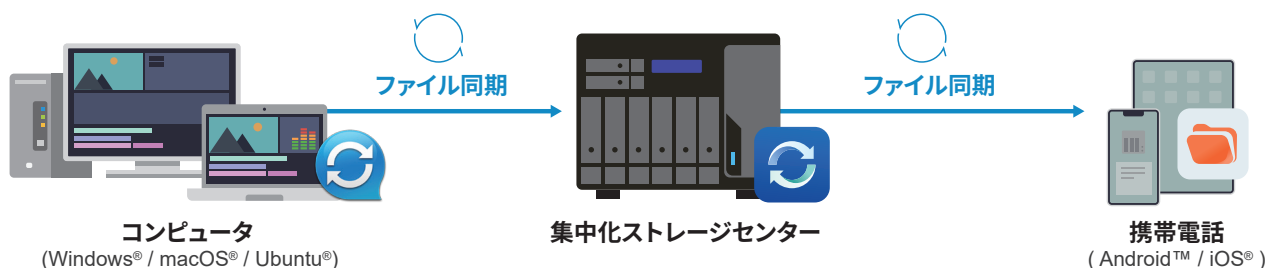 ファイル同期
ファイル同期
コンピュータ
(Windows® / macOS® / Ubuntu®)
集中化ストレージセンター
携帯電話
( Android™ / iOS® )